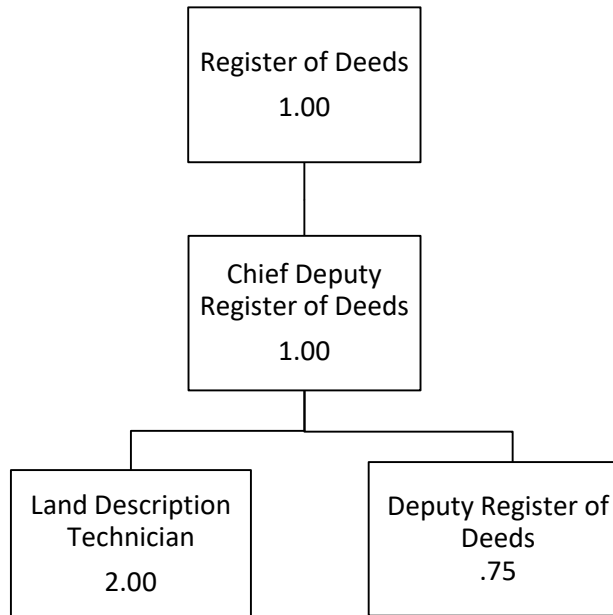 Register of Deeds
1.00
Chief Deputy
Register of Deeds
1.00
Land Description
Technician
2.00
Deputy Register of
Deeds
.75